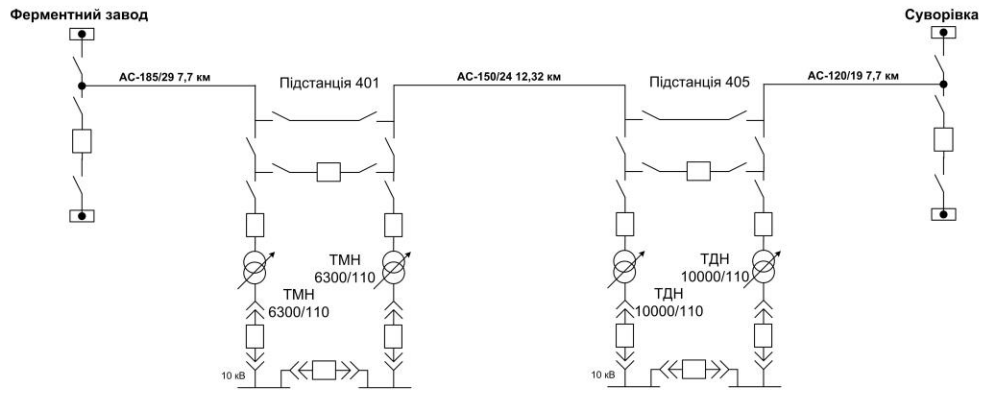 Ферментний завод
Суворівка
АС-185/29 7,7 км
Підстанція 401
АС-150/24 12,32 км
Підстанція 405
АС-120/19 7,7 км
ТМН
6300/110
ТМН
6300/110
ТДН
10000/110
ТДН
10000/110
10 кВ
10 кВ